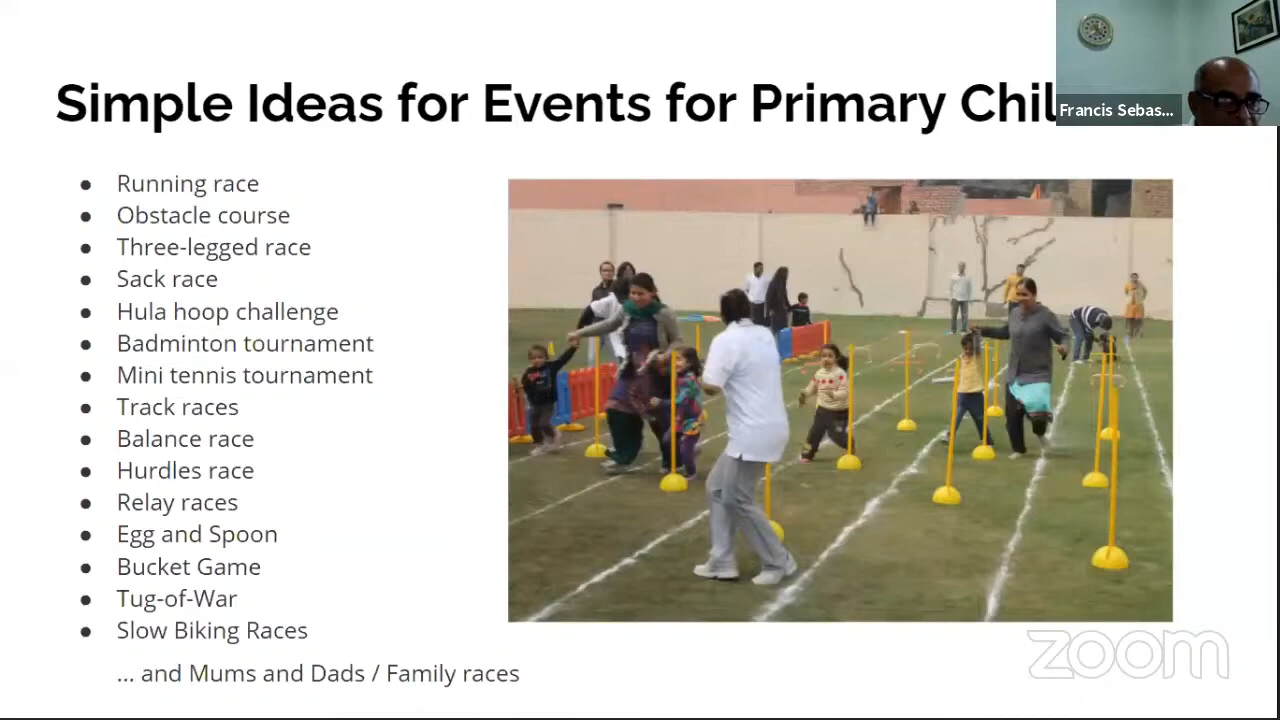 Simple Ideas for Events for Primary Chil
Francis Sebas...
● Running race
● Obstacle course
● Three-legged race
● Sack race
● Hula hoop challenge
● Badminton tournament
● Mini tennis tournament
● Track races
● Balance race
● Hurdles race
● Relay races
● Egg and Spoon
● Bucket Game
● Tug-of-War
● Slow Biking Races
... and Mums and Dads / Family races
zoom